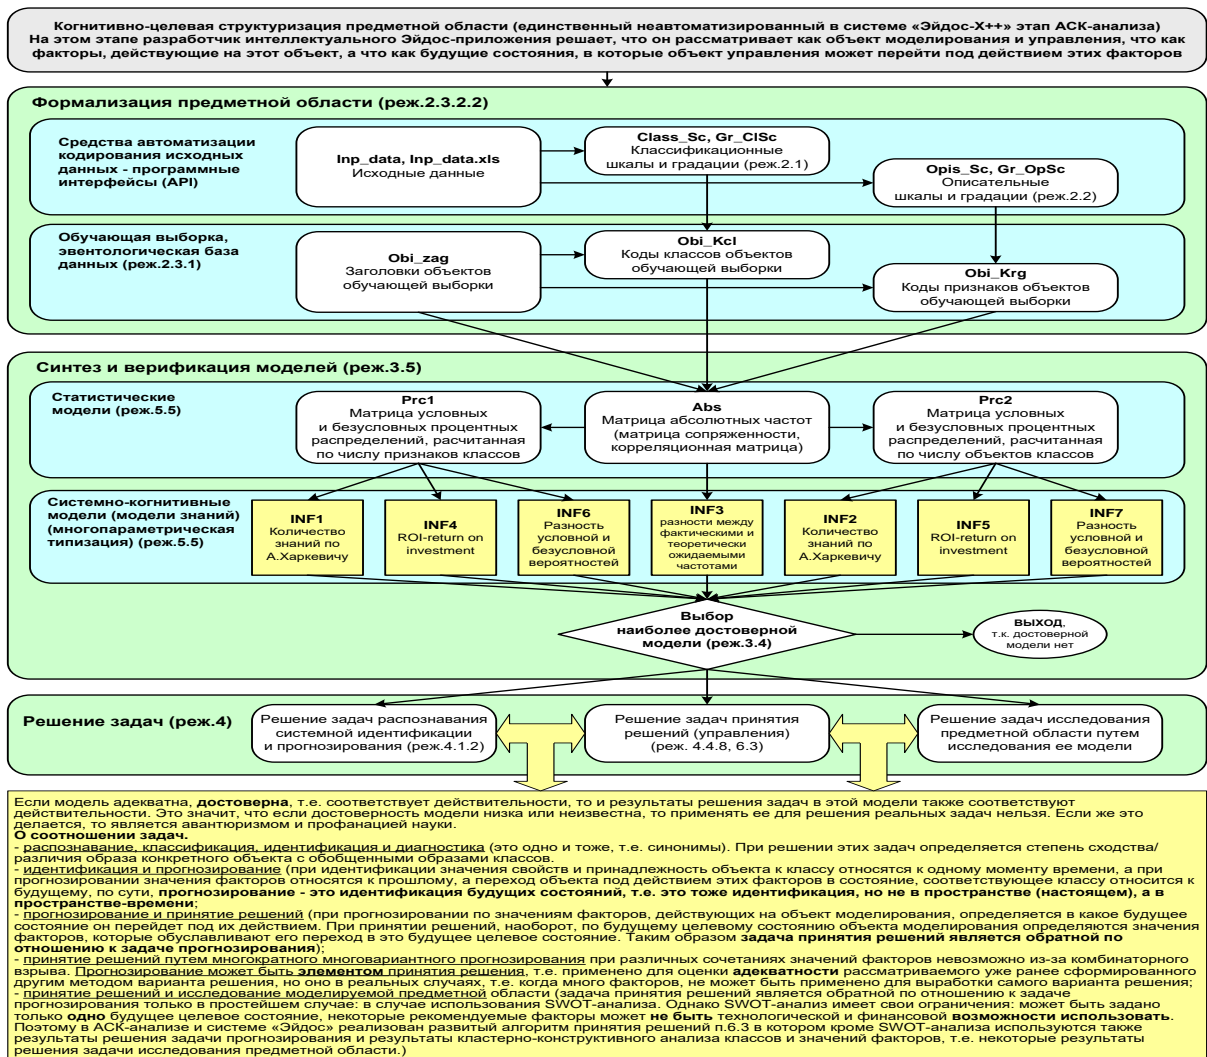 Когнитивно-целевая структуризация предметной области (единственный неавтоматизированный в системе «Эйдос-Х++» этап АСК-анализа)
На этом этапе разработчик интеллектуального Эйдос-приложения решает, что он рассматривает как объект моделирования и управления, что как
факторы, действующие на этот объект, а что как будущие состояния, в которые объект управления может перейти под действием этих факторов
Формализация предметной области (реж.2.3.2.2)
Средства автоматизации
кодирования исходных
данных - программные
интерфейсы (API)
Inp_data, Inp_data.xls
Исходные данные
Class_Sc, Gr_ClSc
Классификационные
шкалы и градации (реж.2.1)
Opis_Sc, Gr_OpSc
Описательные
шкалы и градации (реж.2.2)
Обучающая выборка,
эвентологическая база
данных (реж.2.3.1)
Obi_zag
Заголовки объектов
обучающей выборки
Obi_Kcl
Коды классов объектов
обучающей выборки
Obi_Krg
Коды признаков объектов
обучающей выборки
Синтез и верификация моделей (реж.3.5)
Статистические
модели (реж.5.5)
Prc1
Матрица условных
и безусловных процентных
распределений, расчитанная
по числу признаков классов
Abs
Матрица абсолютных частот
(матрица сопряженности,
корреляционная матрица)
Prc2
Матрица условных
и безусловных процентных
распределений, расчитанная
по числу объектов классов
Системно-когнитивные
модели (модели знаний)
(многопараметрическая
типизация) (реж.5.5)
INF1
Количество
знаний по
А.Харкевичу
INF4
ROI-return on
investment
INF6
Разность
условной и
безусловной
вероятностей
INF3
разности между
фактическими и
теоретически
ожидаемыми
частотами
INF2
Количество
знаний по
А.Харкевичу
INF5
ROI-return on
investment
INF7
Разность
условной и
безусловной
вероятностей
Выбор
наиболее достоверной
модели (реж.3.4)
ВЫХОД,
т.к. достоверной
модели нет
Решение задач (реж.4)
Решение задач распознавания
системной идентификации
и прогнозирования (реж.4.1.2)
Решение задач принятия
решений (управления)
(реж. 4.4.8, 6.3)
Решение задач исследования
предметной области путем
исследования ее модели
Если модель адекватна, достоверна, т.е. соответствует действительности, то и результаты решения задач в этой модели также соответствуют
действительности. Это значит, что если достоверность модели низка или неизвестна, то применять ее для решения реальных задач нельзя. Если же это
делается, то является авантюризмом и профанацией науки.
О соотношении задач.
- распознавание, классификация, идентификация и диагностика (это одно и тоже, т.е. синонимы). При решении этих задач определяется степень сходства/
различия образа конкретного объекта с обобщенными образами классов.
- идентификация и прогнозирование (при идентификации значения свойств и принадлежность объекта к классу относятся к одному моменту времени, а при
прогнозировании значения факторов относятся к прошлому, а переход объекта под действием этих факторов в состояние, соответствующее классу относится к
будущему, по сути, прогнозирование - это идентификация будущих состояний, т.е. это тоже идентификация, но не в пространстве (настоящем), а в
пространстве-времени;
- прогнозирование и принятие решений (при прогнозировании по значениям факторов, действующих на объект моделирования, определяется в какое будущее
состояние он перейдет под их действием. При принятии решений, наоборот, по будущему целевому состоянию объекта моделирования определяются значения
факторов, которые обуславливают его переход в это будущее целевое состояние. Таким образом задача принятия решений является обратной по
отношению к задаче прогнозирования);
- принятие решений путем многократного многовариантного прогнозирования при различных сочетаниях значений факторов невозможно из-за комбинаторного
взрыва. Прогнозирование может быть элементом принятия решения, т.е. применено для оценки адекватности рассматриваемого уже ранее сформированного
другим методом варианта решения, но оно в реальных случаях, т.е. когда много факторов, не может быть применено для выработки самого варианта решения;
- принятие решений и исследование моделируемой предметной области (задача принятия решений является обратной по отношению к задаче
прогнозирования только в простейшем случае: в случае использования SWOT-анализа. Однако SWOT-анализ имеет свои ограничения: может быть задано
только одно будущее целевое состояние, некоторые рекомендуемые факторы может не быть технологической и финансовой возможности использовать.
Поэтому в АСК-анализе и системе «Эйдос» реализован развитый алгоритм принятия решений п.6.3 в котором кроме SWOT-анализа используются также
результаты решения задачи прогнозирования и результаты кластерно-конструктивного анализа классов и значений факторов, т.е. некоторые результаты
решения задачи исследования предметной области.)